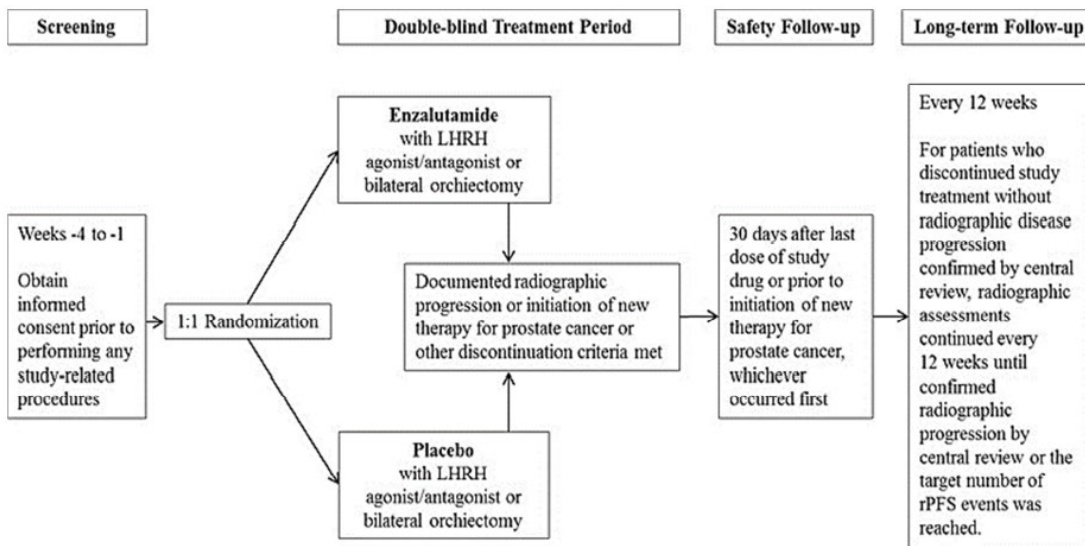 Screening
Double-blind Treatment Period
Safety Follow-up
Long-term Follow-up
Weeks -4 to -1
Obtain
informed
consent prior to
performing any
study-related
procedures
1:1 Randomization
Enzalutamide
with LHRH
agonist/antagonist or
bilateral orchiectomy
Documented radiographic
progression or initiation of new
therapy for prostate cancer or
other discontinuation criteria met
Placebo
with LHRH
agonist/antagonist or
bilateral orchiectomy
30 days after last
dose of study
drug or prior to
initiation of new
therapy for
prostate cancer,
whichever
occurred first
Every 12 weeks
For patients who
discontinued study
treatment without
radiographic disease
progression
confirmed by central
review, radiographic
assessments
continued every
12 weeks until
confirmed
radiographic
progression by
central review or the
target number of
rPFS events was
reached.